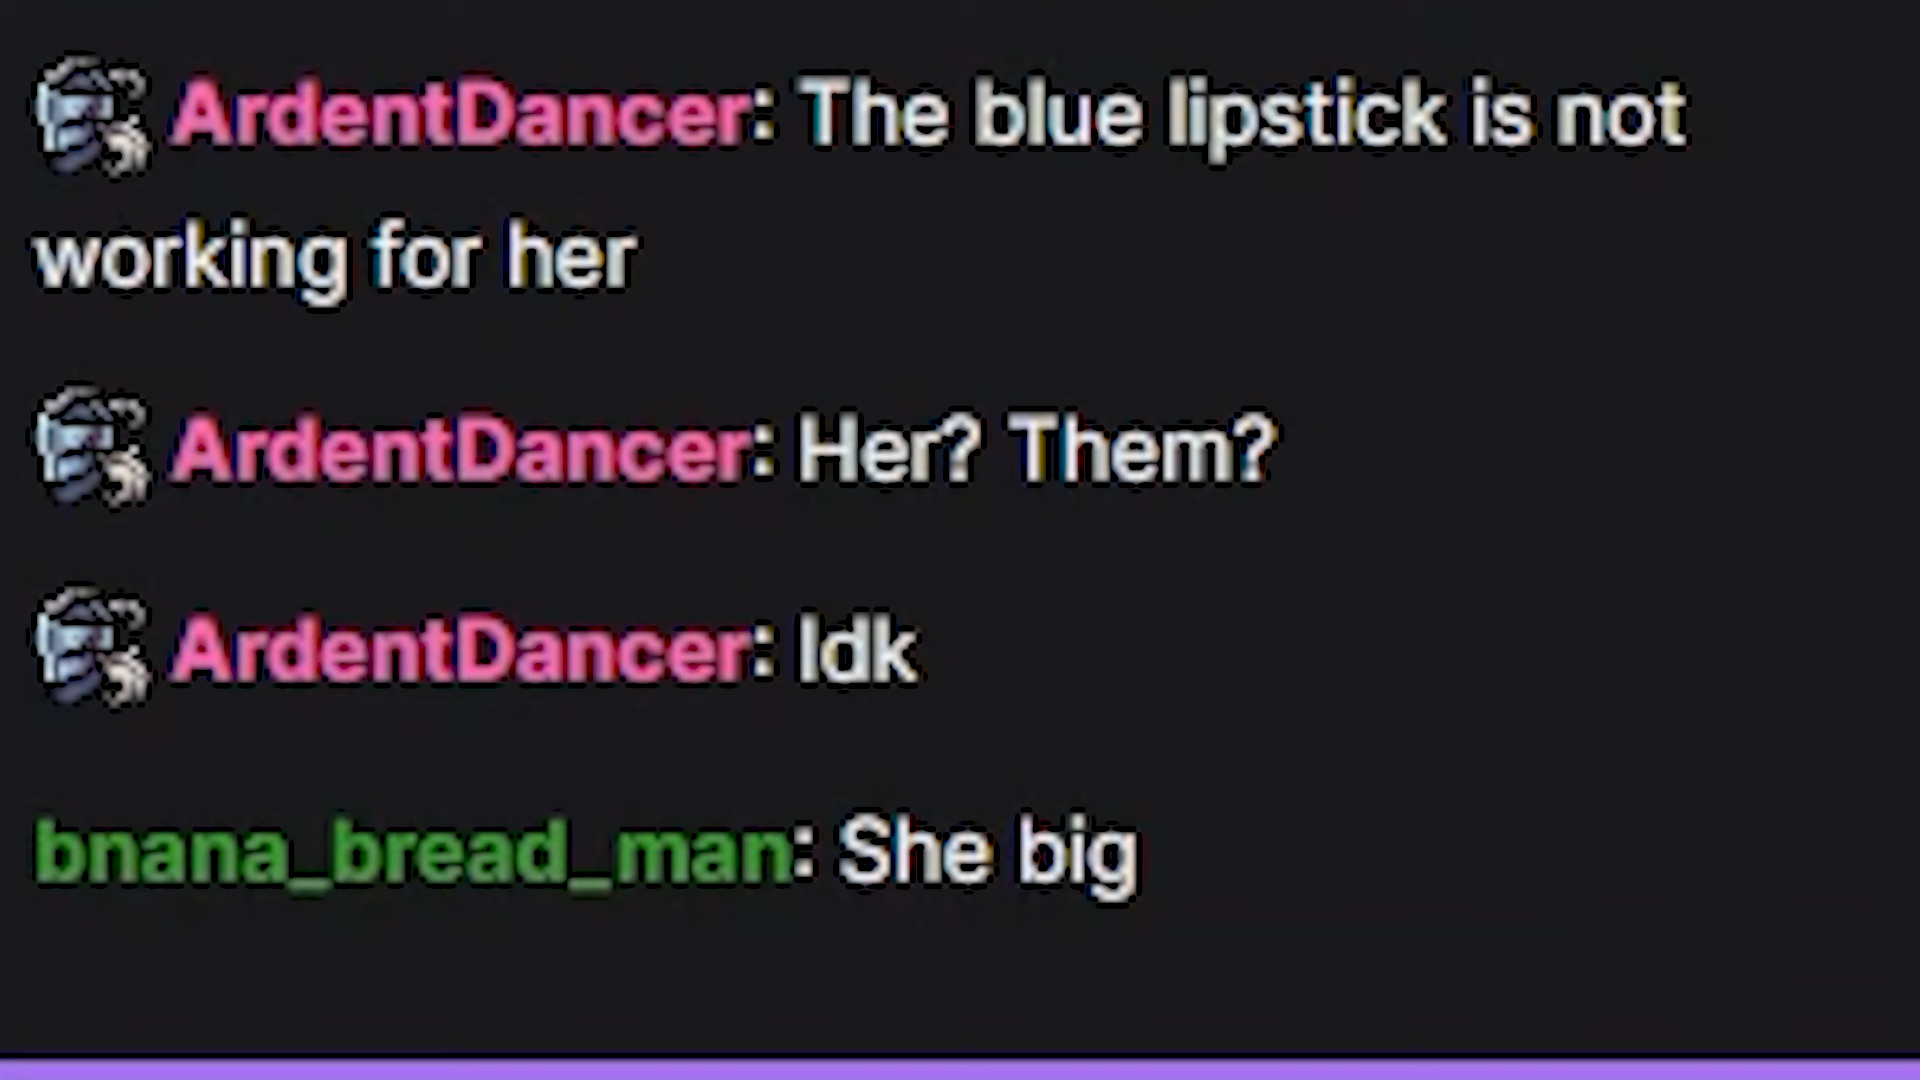 ArdentDancer: The blue lipstick is not
working for her
ArdentDancer: Her? Them?
ArdentDancer: Idk
bnana_bread_man: She big